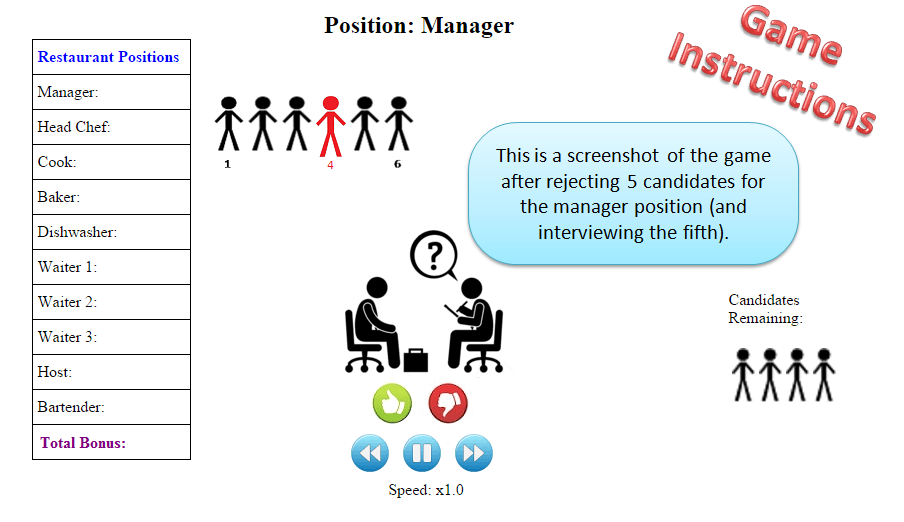 Position: Manager
Game
Instructions
Restaurant Positions
Manager:
Head Chef:
Cook:
Baker:
Dishwasher:
Waiter 1:
Waiter 2:
Waiter 3:
Host:
Bartender:
Total Bonus:
1 4 6
This is a screenshot of the game
after rejecting 5 candidates for
the manager position (and
interviewing the fifth).
?
Candidates
Remaining:
Speed: x1.0